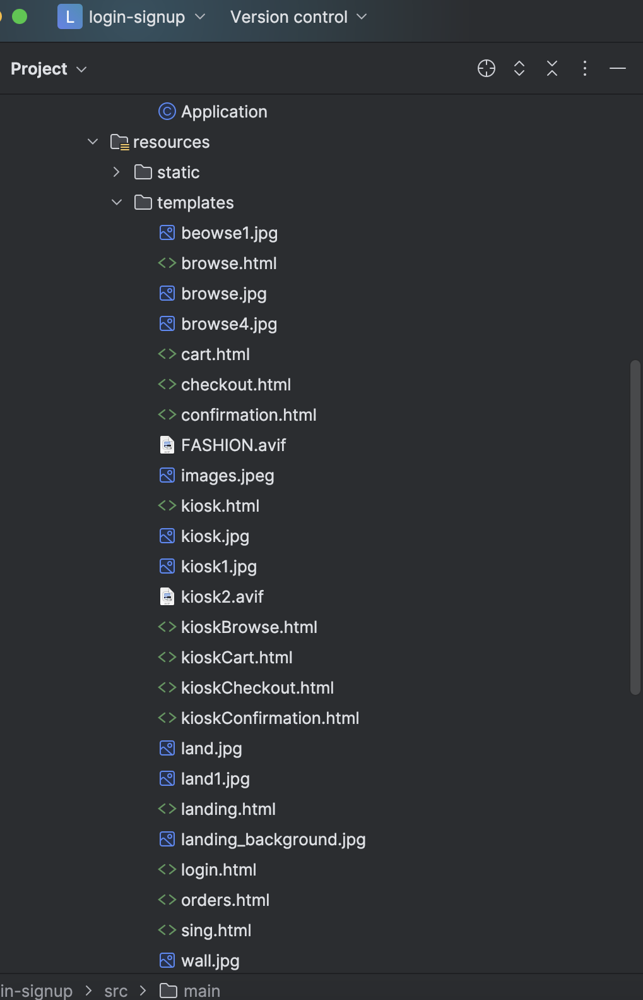 L login-signup Version control
Project
Application
resources
static
templates
beowse1.jpg
browse.html
browse.jpg
browse4.jpg
cart.html
checkout.html
confirmation.html
FASHION.avif
images.jpeg
kiosk.html
kiosk.jpg
kiosk1.jpg
kiosk2.avif
kioskBrowse.html
kioskCart.html
kioskCheckout.html
kioskConfirmation.html
land.jpg
land1.jpg
landing.html
landing_background.jpg
login.html
orders.html
sing.html
wall.jpg
in-signup > src > main